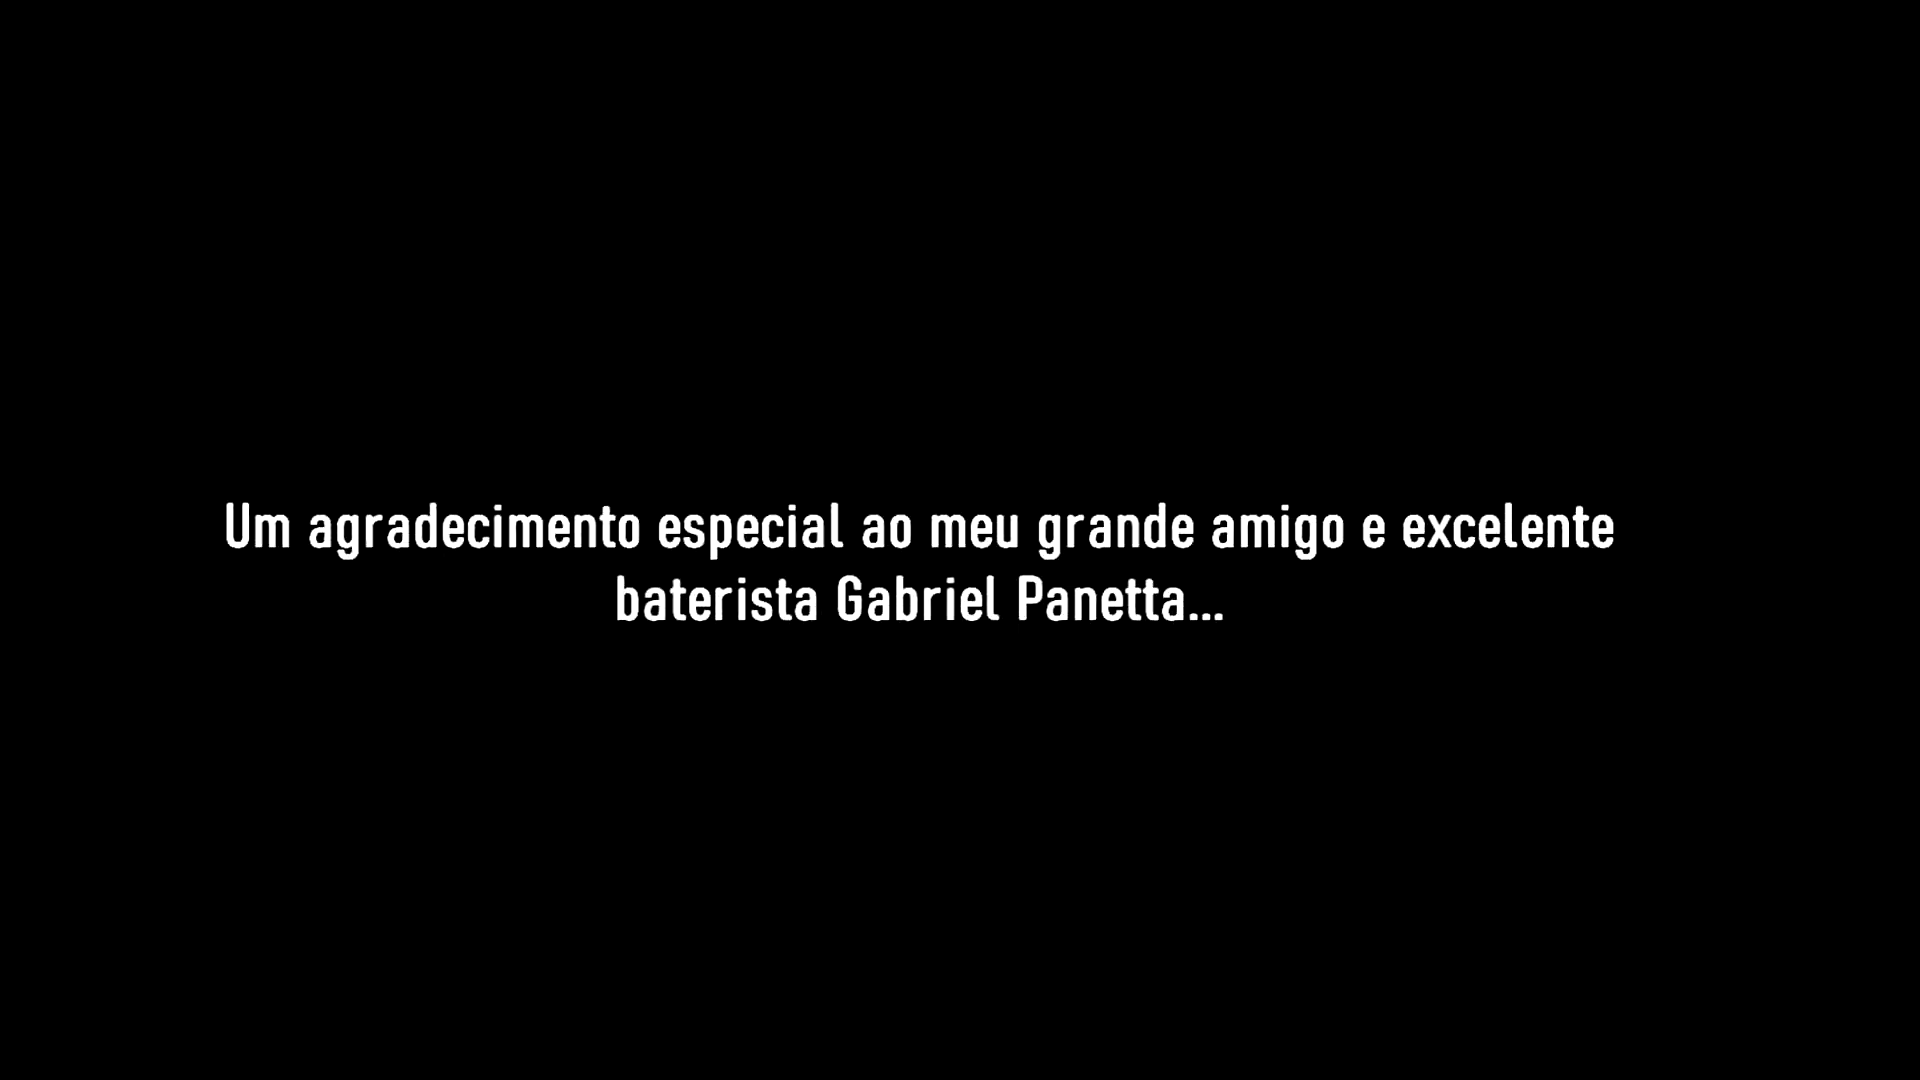 Um agradecimento especial ao meu grande amigo e excelente
baterista Gabriel Panetta...